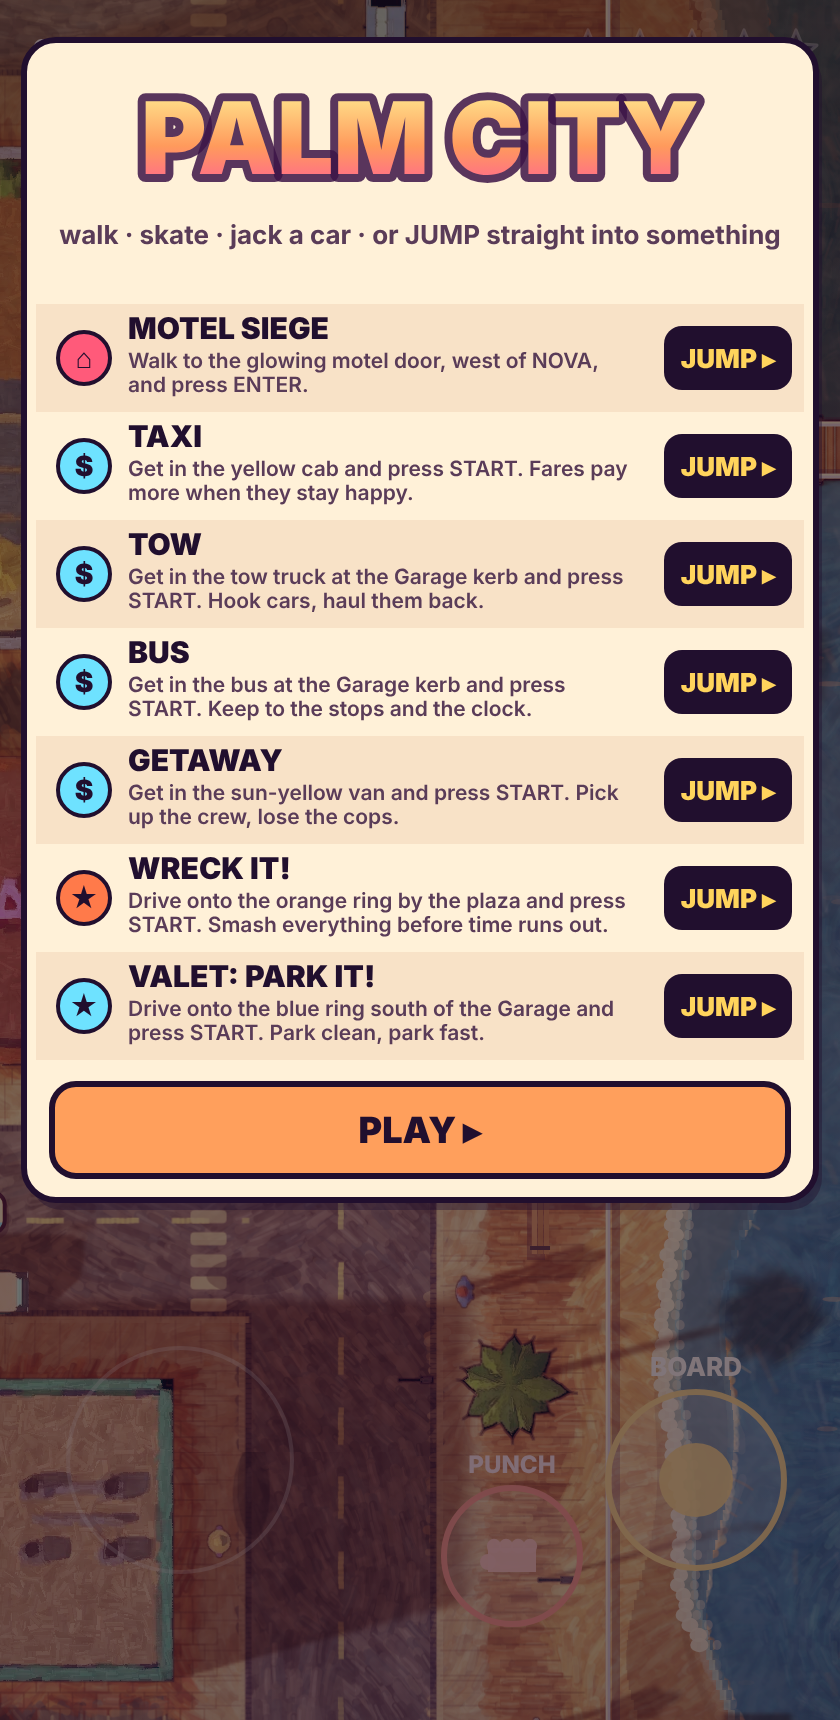 PALM CITY
walk · skate · jack a car · or JUMP straight into something
MOTEL SIEGE
Walk to the glowing motel door, west of NOVA,
and press ENTER.
JUMP ▸
$
TAXI
Get in the yellow cab and press START. Fares pay
more when they stay happy.
JUMP ▸
$
TOW
Get in the tow truck at the Garage kerb and press
START. Hook cars, haul them back.
JUMP ▸
$
BUS
Get in the bus at the Garage kerb and press
START. Keep to the stops and the clock.
JUMP ▸
$
GETAWAY
Get in the sun-yellow van and press START. Pick
up the crew, lose the cops.
JUMP ▸
★
WRECK IT!
Drive onto the orange ring by the plaza and press
START. Smash everything before time runs out.
JUMP ▸
★
VALET: PARK IT!
Drive onto the blue ring south of the Garage and
press START. Park clean, park fast.
JUMP ▸
PLAY ▸
BOARD
PUNCH